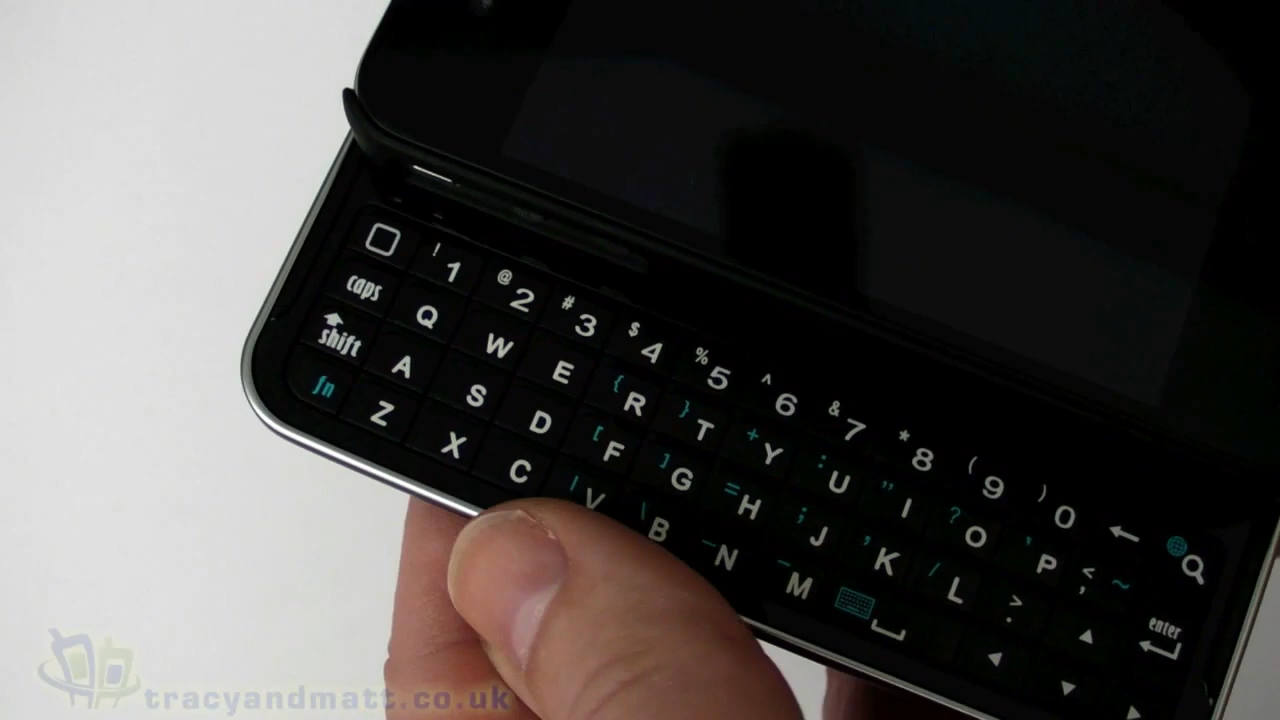 ! 1 @ 2 # 3 $ 4 % 5 ^ 6 & 7 * 8 ( 9 ) 0
caps Q W E { R } T + Y : U " I ? O ' P < , ~
shift A S D [ F ] G = H ; J ' K / L > . enter
fn Z X C | V \ B _ N - M
tracyandmatt.co.uk